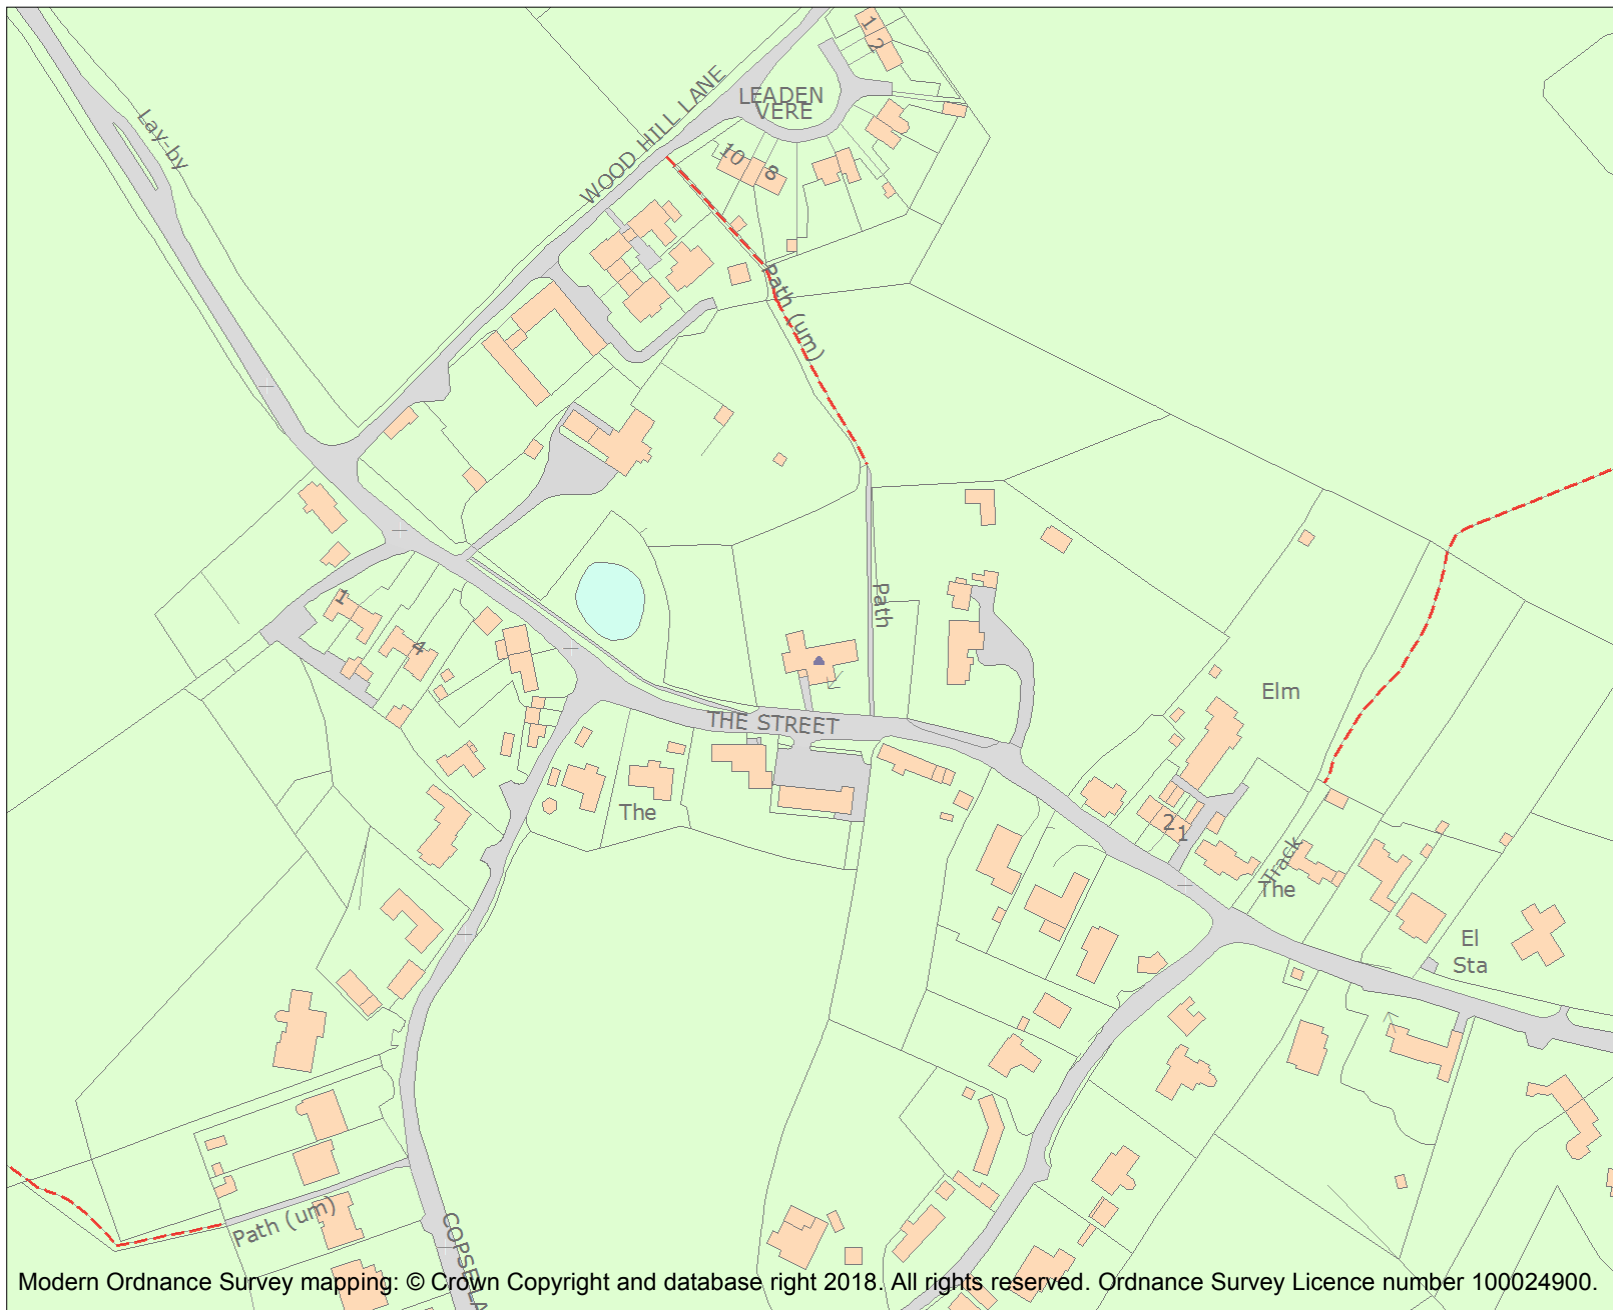 1
2
LEADEN
VERE
WOOD HILL LANE
Lay-by
10
8
Path (um)
Path
1
4
Elm
THE STREET
The
2
1
Track
The
El
Sta
Path (um)
COPSE LA
Modern Ordnance Survey mapping: © Crown Copyright and database right 2018. All rights reserved. Ordnance Survey Licence number 100024900.